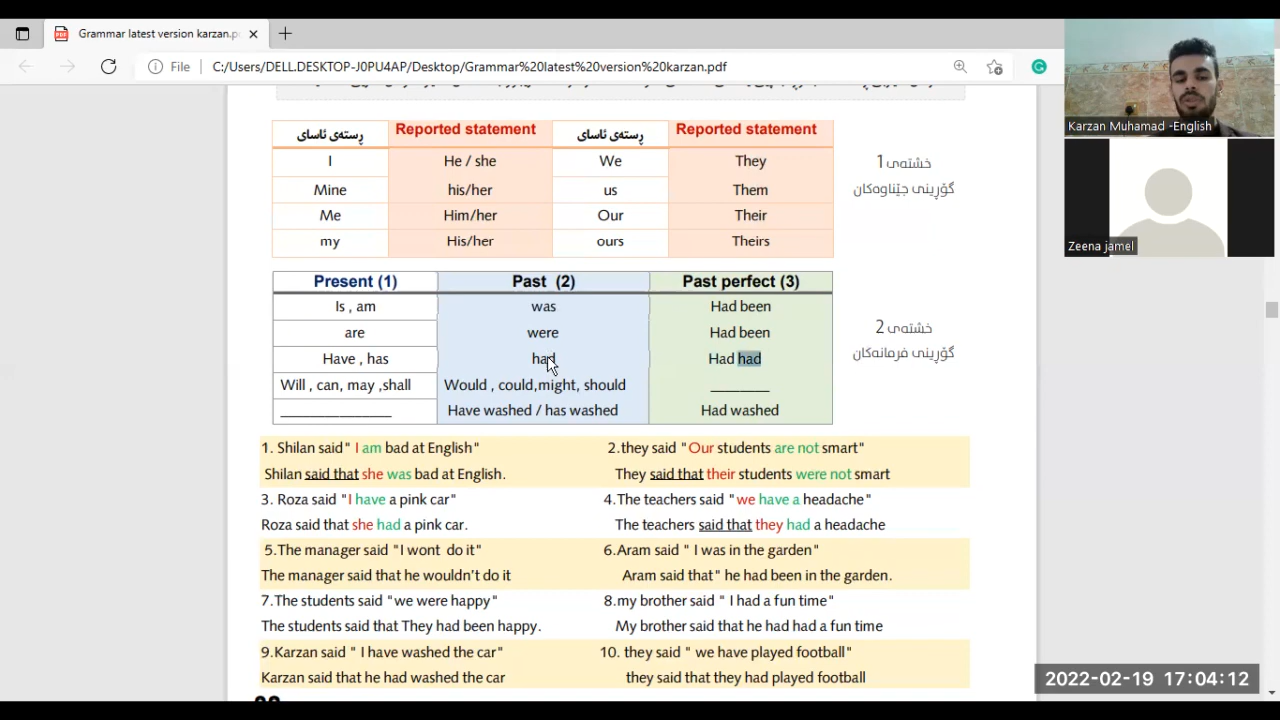 Grammar latest version karzan.p
File C:/Users/DELL.DESKTOP-J0PU4AP/Desktop/Grammar%20latest%20version%20karzan.pdf
ڕستەی ئاسای Reported statement ڕستەی ئاسای Reported statement
I He / she We They
Mine his/her us Them
Me Him/her Our Their
my His/her ours Theirs
خشتەی 1
گۆڕینی جێناوەکان
Present (1) Past (2) Past perfect (3)
Is , am was Had been
are were Had been
Have , has had Had had
Will , can, may ,shall Would , could,might, should ________
_______________ Have washed / has washed Had washed
خشتەی 2
گۆڕینی فرمانەکان
1. Shilan said" I am bad at English"
Shilan said that she was bad at English.
2.they said "Our students are not smart"
They said that their students were not smart
3. Roza said "I have a pink car"
Roza said that she had a pink car.
4.The teachers said "we have a headache"
The teachers said that they had a headache
5.The manager said "I wont do it"
The manager said that he wouldn't do it
6.Aram said " I was in the garden"
Aram said that" he had been in the garden.
7.The students said "we were happy"
The students said that They had been happy.
8.my brother said " I had a fun time"
My brother said that he had had a fun time
9.Karzan said " I have washed the car"
Karzan said that he had washed the car
10. they said " we have played football"
they said that they had played football
Karzan Muhamad -English
Zeena jamel
2022-02-19 17:04:12